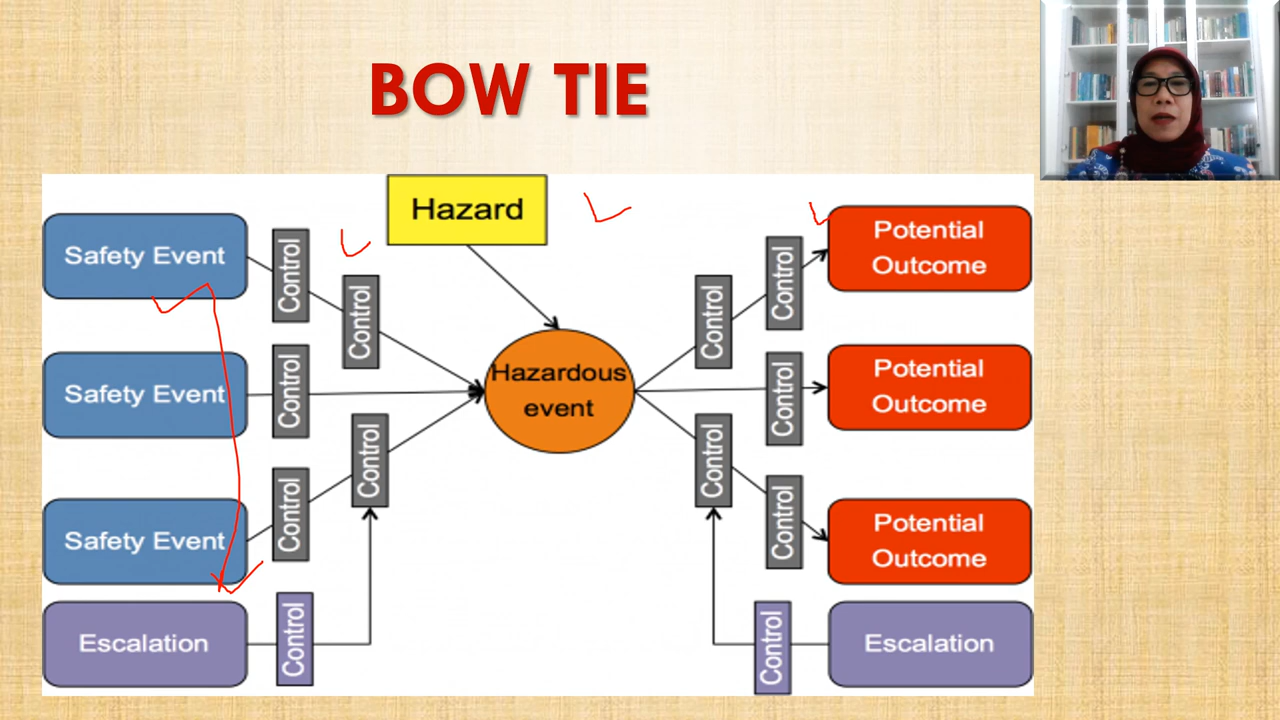 BOW TIE
Hazard
Safety Event
Control
Control
Control
Control
Potential
Outcome
Safety Event
Control
Hazardous
event
Control
Potential
Outcome
Safety Event
Control
Control
Control
Control
Potential
Outcome
Escalation
Control
Control
Escalation